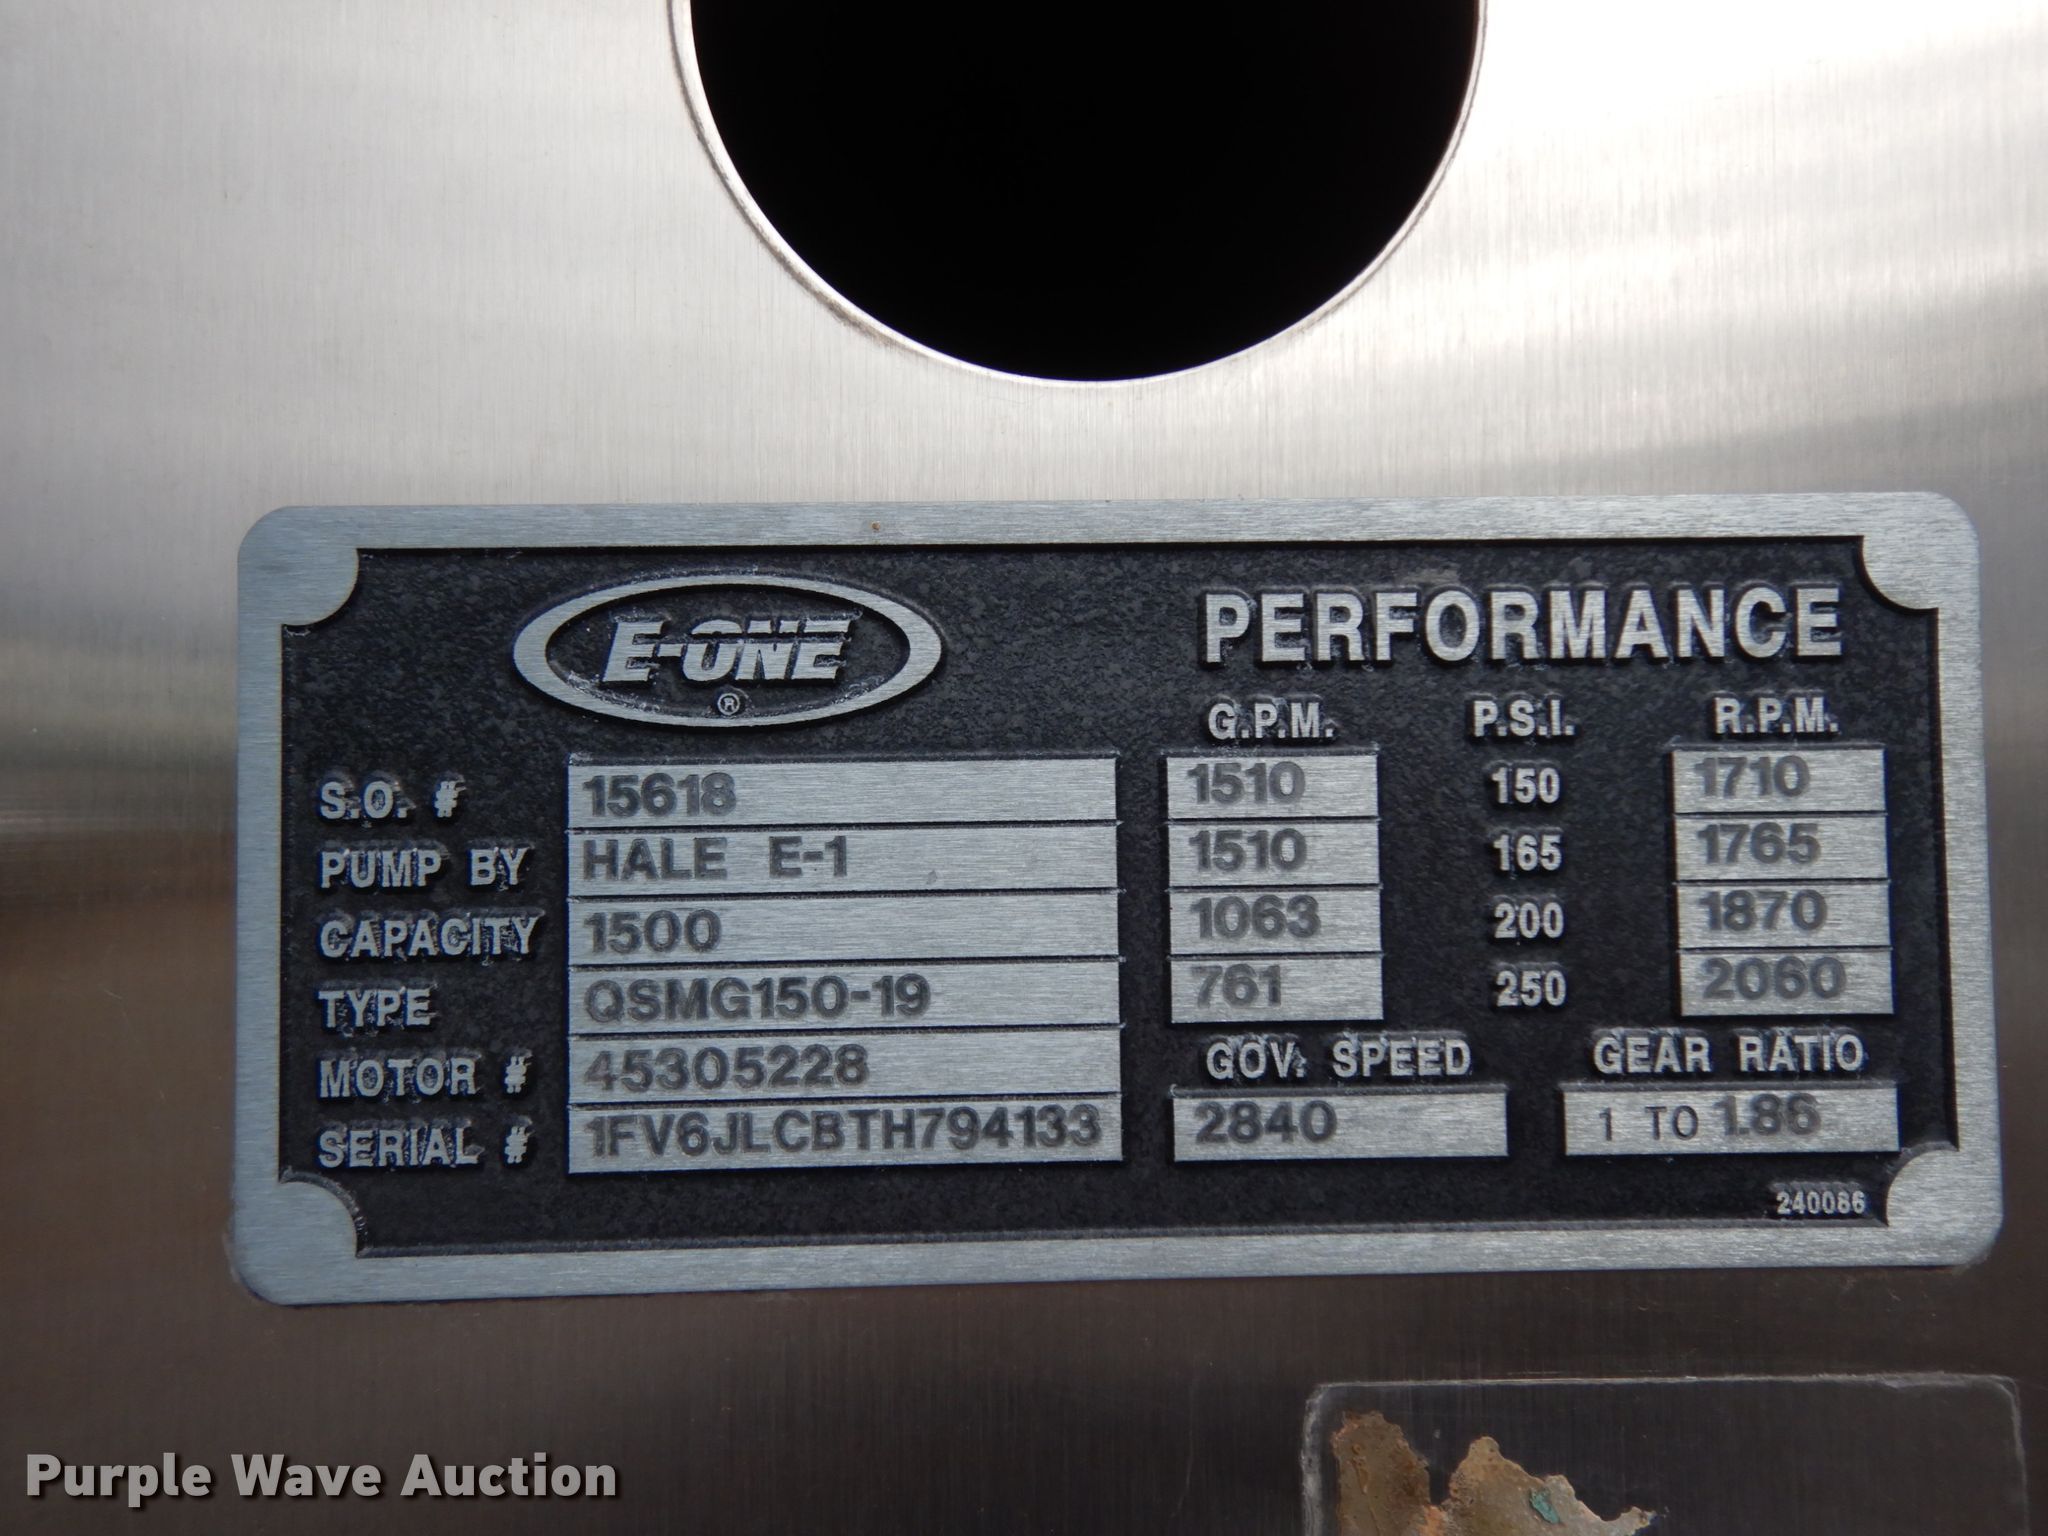 E-ONE
®
PERFORMANCE
G.P.M. P.S.I. R.P.M.
S.O. # 15618 1510 150 1710
PUMP BY HALE E-1 1510 165 1765
CAPACITY 1500 1063 200 1870
TYPE QSMG150-19 761 250 2060
MOTOR # 45305228 GOV. SPEED GEAR RATIO
SERIAL # 1FV6JLCBTH794133 2840 1 TO 1.86
240086
Purple Wave Auction